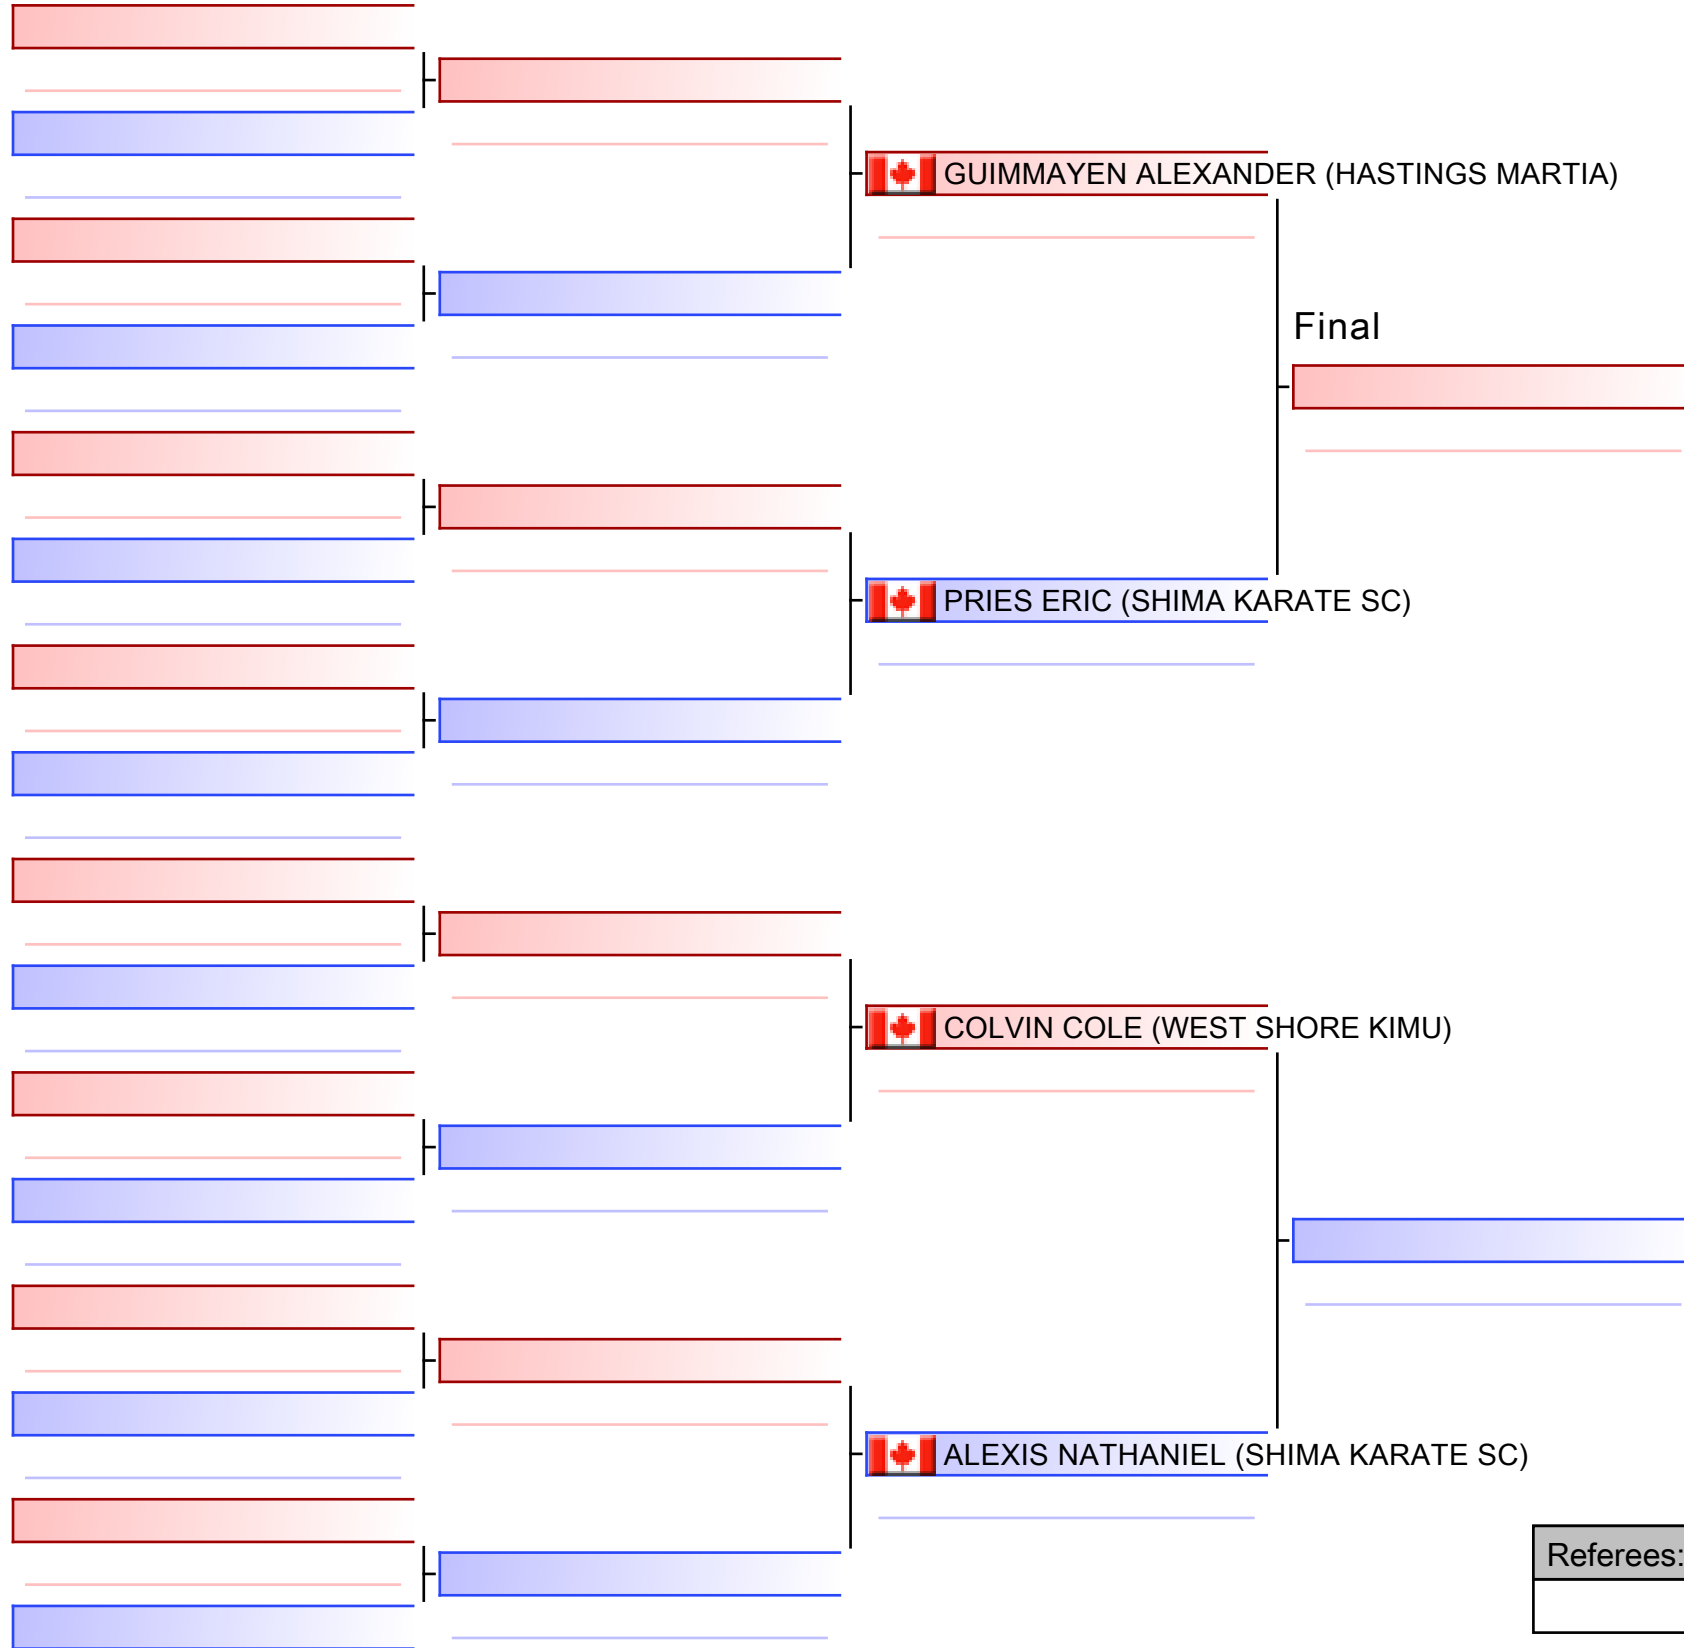 GUIMMAYEN ALEXANDER (HASTINGS MARTIA)
Final
PRIES ERIC (SHIMA KARATE SC)
COLVIN COLE (WEST SHORE KIMU)
ALEXIS NATHANIEL (SHIMA KARATE SC)
Referees: